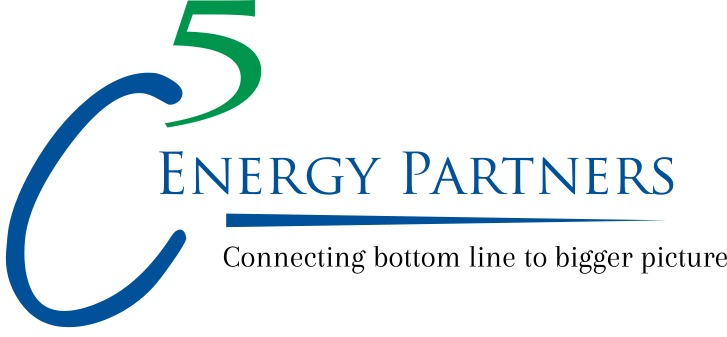 C5
ENERGY PARTNERS
Connecting bottom line to bigger picture